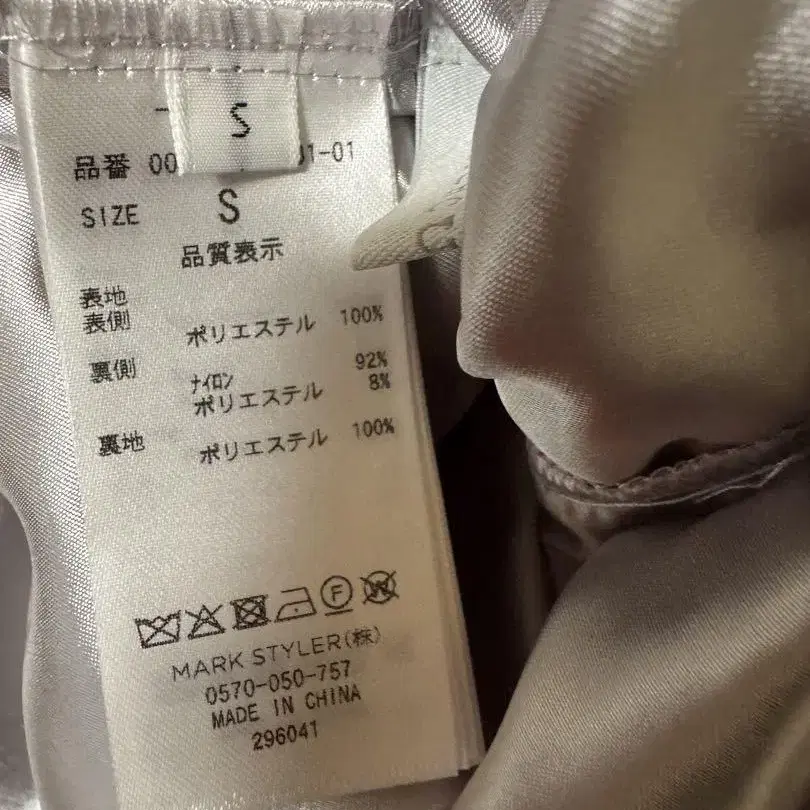 S
品番 00 01-01
SIZE S
品質表示
表地
表側 ポリエステル 100%
裏側 ナイロン 92%
ポリエステル 8%
裏地 ポリエステル 100%
F W
MARK STYLER(株)
0570-050-757
MADE IN CHINA
296041